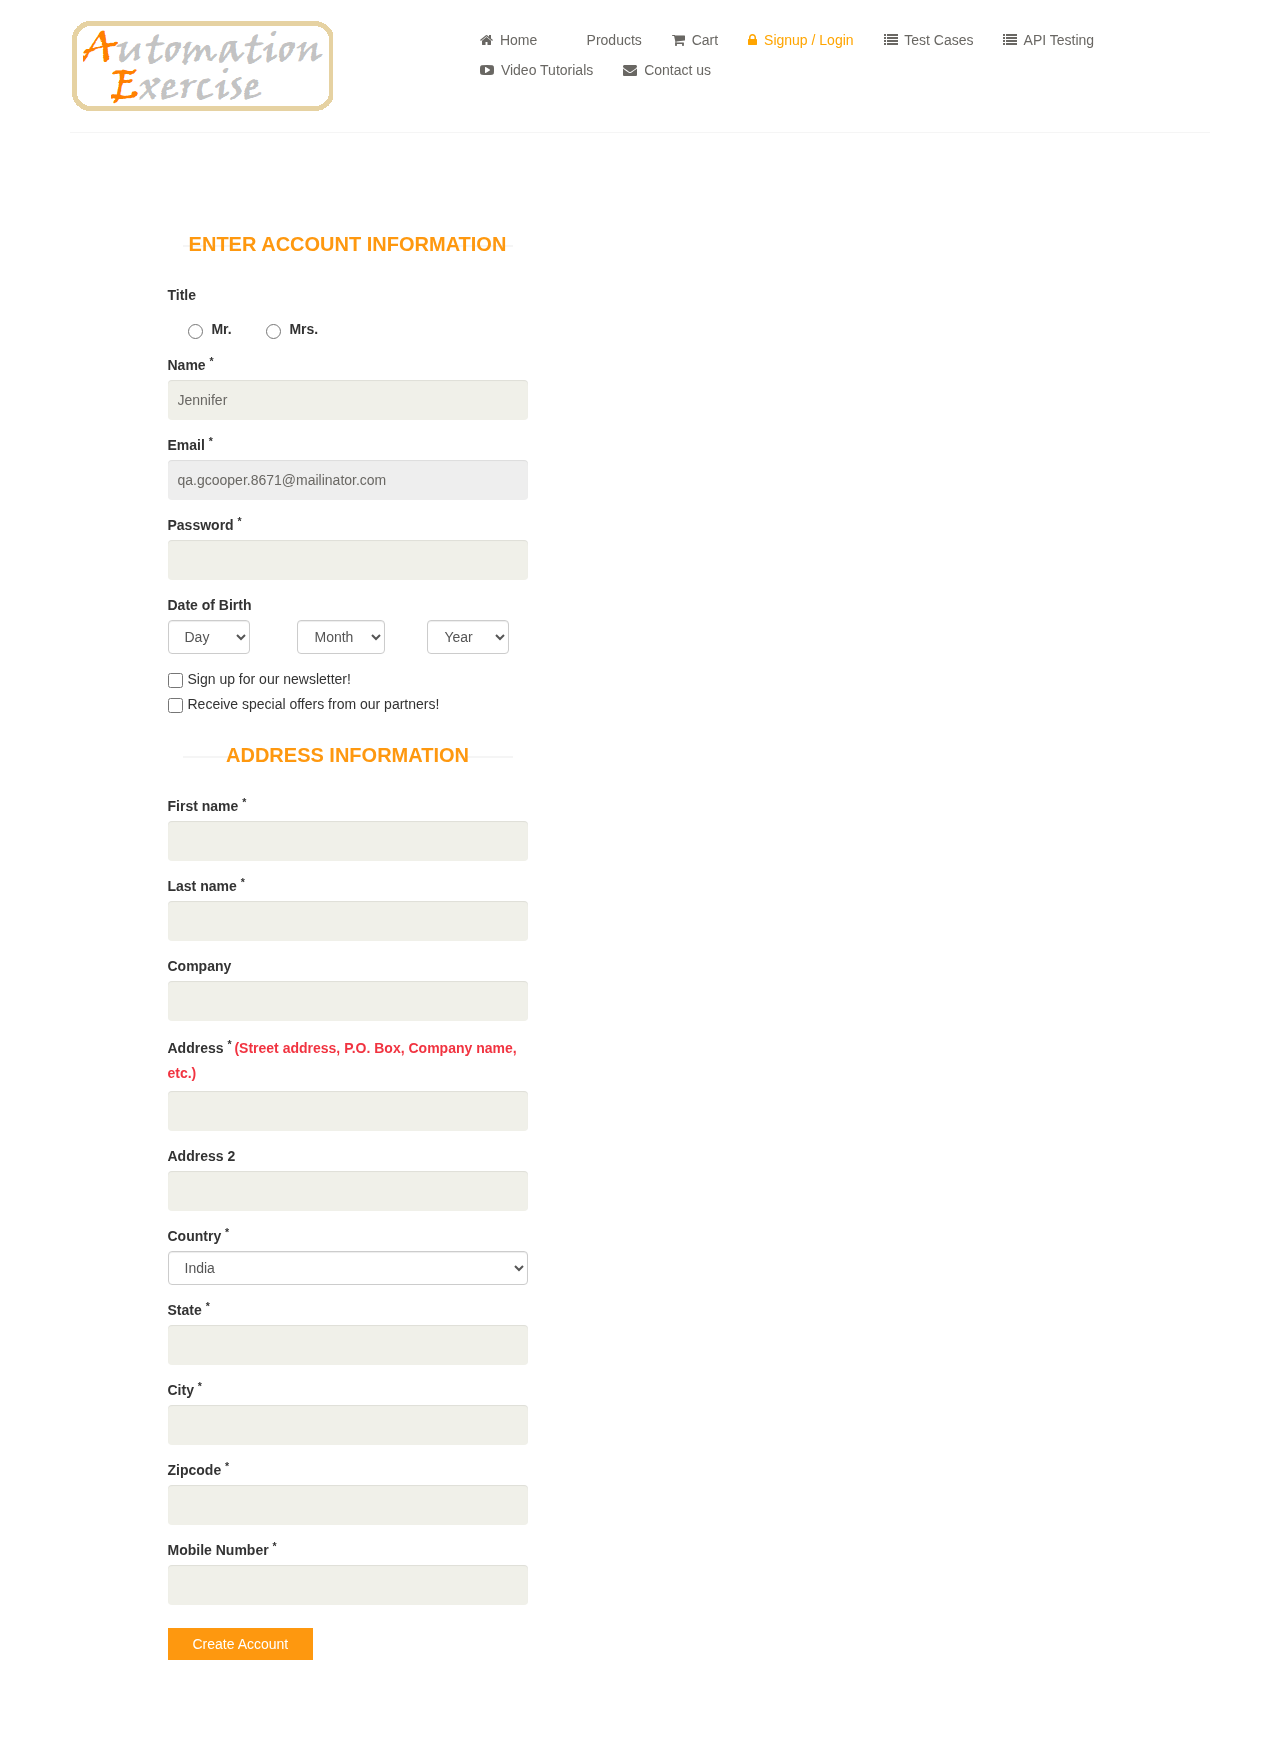 Automation
Exercise
Home Products Cart Signup / Login Test Cases API Testing
Video Tutorials Contact us
ENTER ACCOUNT INFORMATION
Title
Mr. Mrs.
Name *
Jennifer
Email *
qa.gcooper.8671@mailinator.com
Password *
Date of Birth
Day Month Year
Sign up for our newsletter!
Receive special offers from our partners!
ADDRESS INFORMATION
First name *
Last name *
Company
Address * (Street address, P.O. Box, Company name,
etc.)
Address 2
Country *
India
State *
City *
Zipcode *
Mobile Number *
Create Account